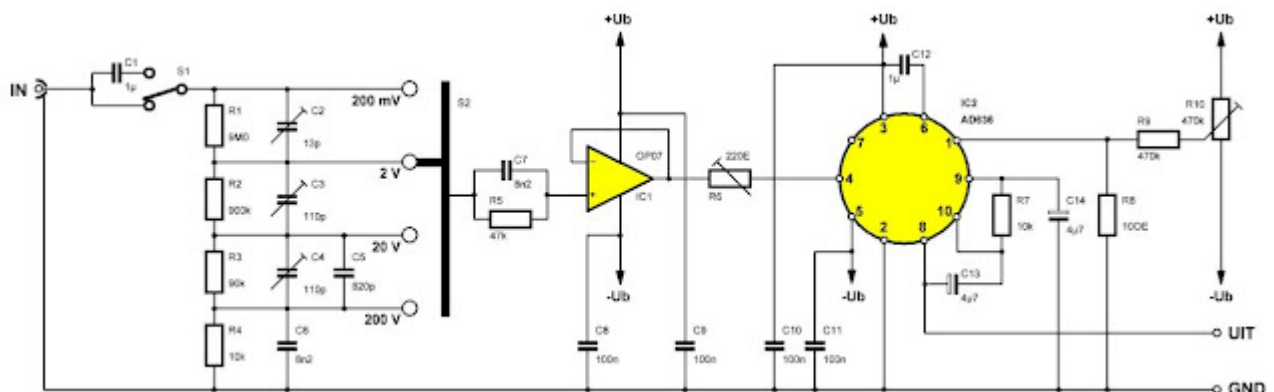 +Ub
+Ub
+Ub
C1
1µ
S1
IN
200 mV
R1
9M0
C2
13p
S2
2 V
R2
900k
C3
110p
20 V
R3
90k
C4
110p
C5
820p
200 V
R4
10k
C6
8n2
C7
8n2
R5
47k
-
+
OP07
IC1
-Ub
C8
100n
C9
100n
220E
R6
C12
1µ
IC2
AD636
3
6
7
1
4
9
5
10
2
8
-Ub
C10
100n
C11
100n
R7
10k
C14
4µ7
C13
4µ7
R8
100E
R9
470k
R10
470k
-Ub
UIT
GND